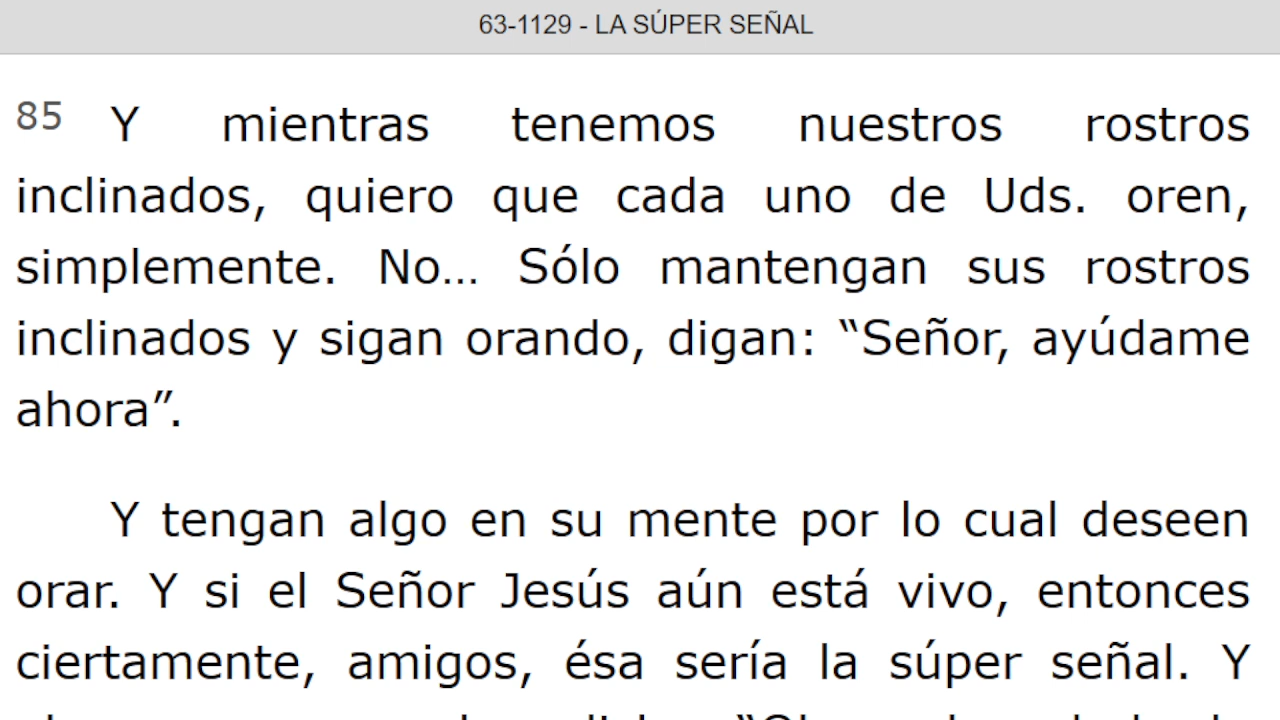 63-1129 - LA SÚPER SEÑAL
85 Y mientras tenemos nuestros rostros
inclinados, quiero que cada uno de Uds. oren,
simplemente. No... Sólo mantengan sus rostros
inclinados y sigan orando, digan: “Señor, ayúdame
ahora”.
Y tengan algo en su mente por lo cual deseen
orar. Y si el Señor Jesús aún está vivo, entonces
ciertamente, amigos, ésa sería la súper señal. Y